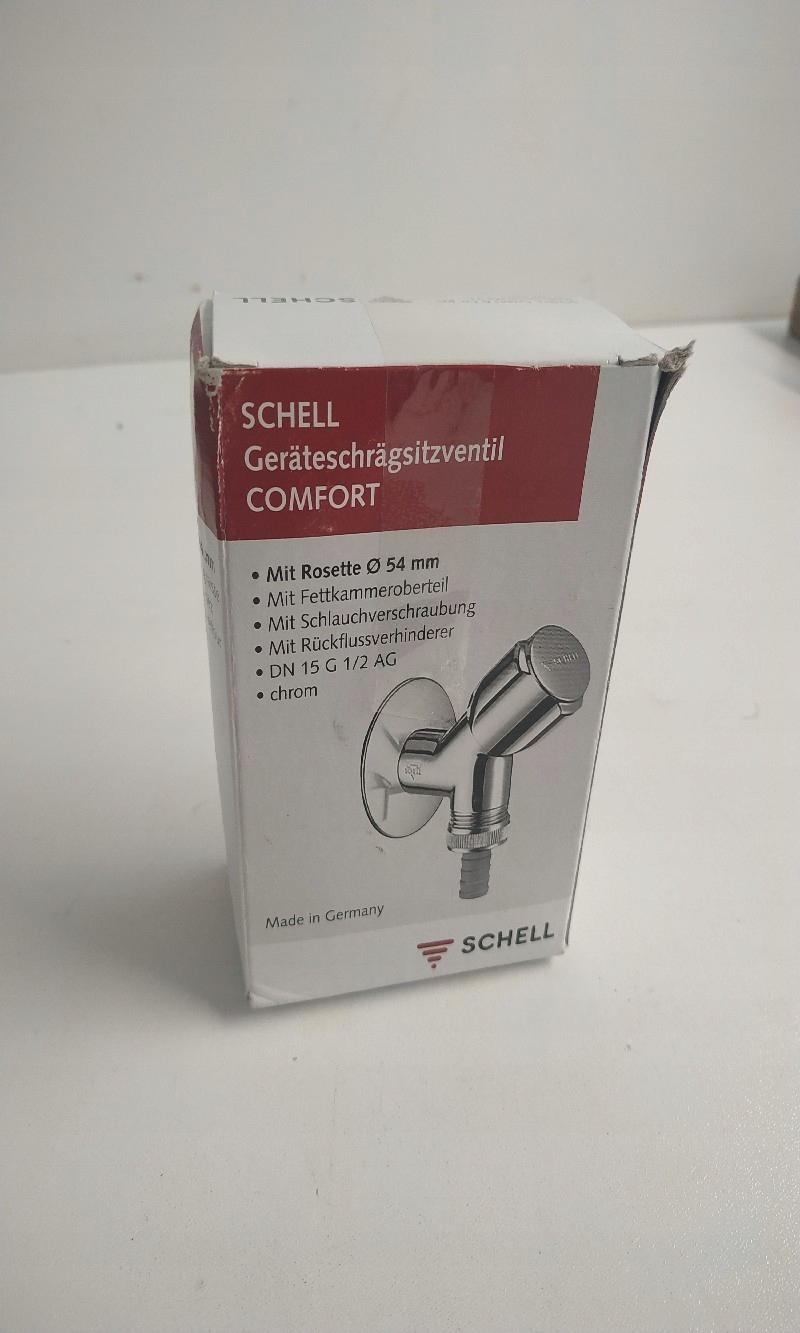 SCHELL
SCHELL
Geräteschrägsitzventil
COMFORT
• Mit Rosette Ø 54 mm
• Mit Fettkammeroberteil
• Mit Schlauchverschraubung
• Mit Rückflussverhinderer
• DN 15 G 1/2 AG
• chrom
SCHELL
Made in Germany
SCHELL